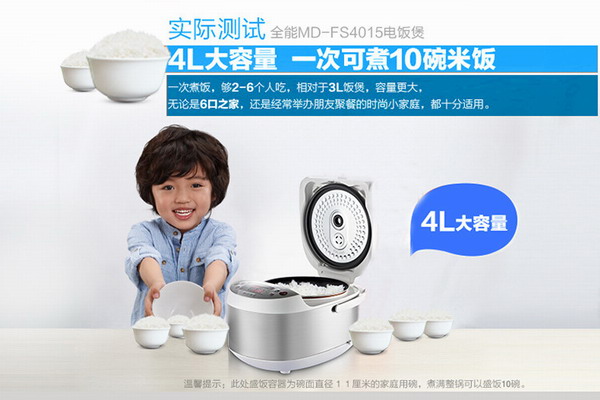 实际测试 全能MD-FS4015电饭煲
4L大容量 一次可煮10碗米饭
一次煮饭，够2-6个人吃，相对于3L饭煲，容量更大，
无论是6口之家，还是经常举办朋友聚餐的时尚小家庭，都十分适用。
4L大容量
温馨提示：此处盛饭容器为碗面直径 11厘米的家庭用碗，煮满整锅可以盛饭10碗。